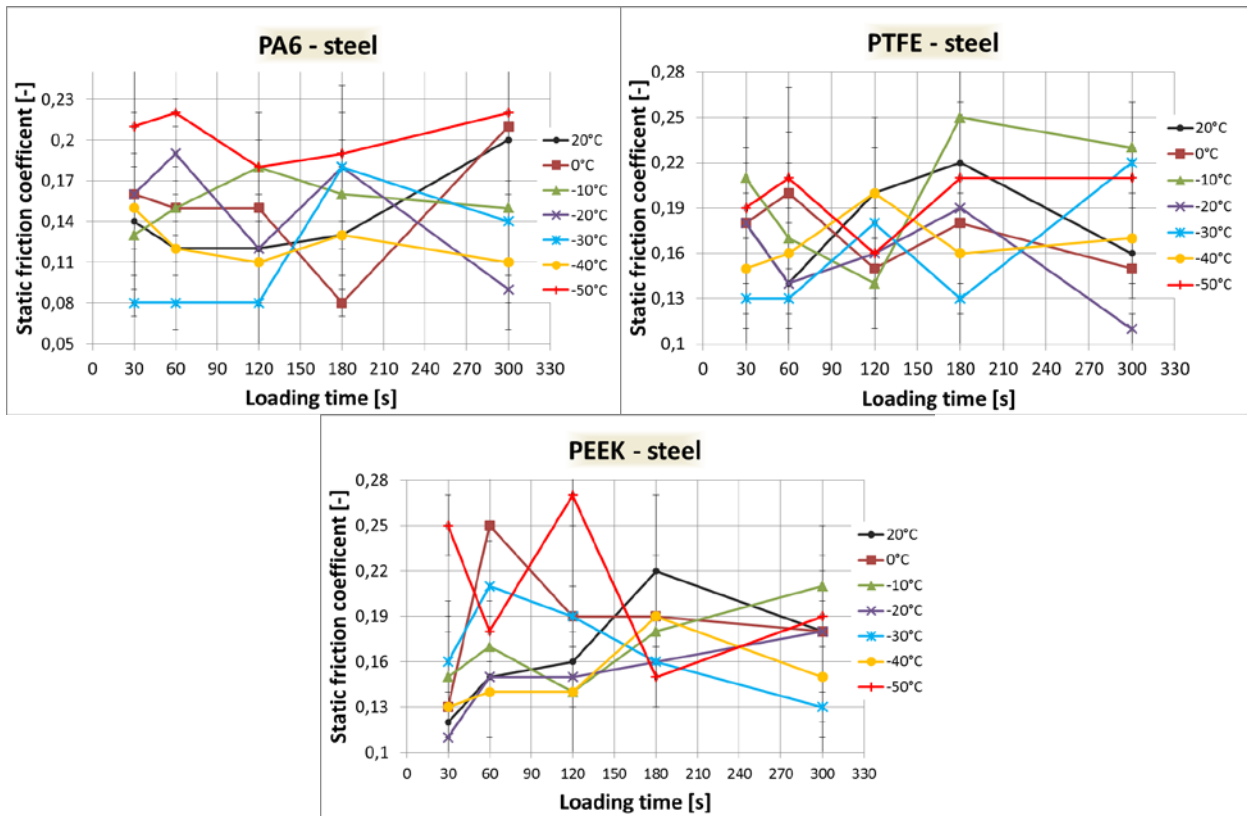 PA6 - steel
Static friction coefficent [-]
0,23
0,2
0,17
0,14
0,11
0,08
0,05
0 30 60 90 120 150 180 210 240 270 300 330
Loading time [s]
20°C
0°C
-10°C
-20°C
-30°C
-40°C
-50°C
PTFE - steel
Static friction coefficent [-]
0,28
0,25
0,22
0,19
0,16
0,13
0,1
0 30 60 90 120 150 180 210 240 270 300 330
Loading time [s]
20°C
0°C
-10°C
-20°C
-30°C
-40°C
-50°C
PEEK - steel
Static friction coefficent [-]
0,28
0,25
0,22
0,19
0,16
0,13
0,1
0 30 60 90 120 150 180 210 240 270 300 330
Loading time [s]
20°C
0°C
-10°C
-20°C
-30°C
-40°C
-50°C